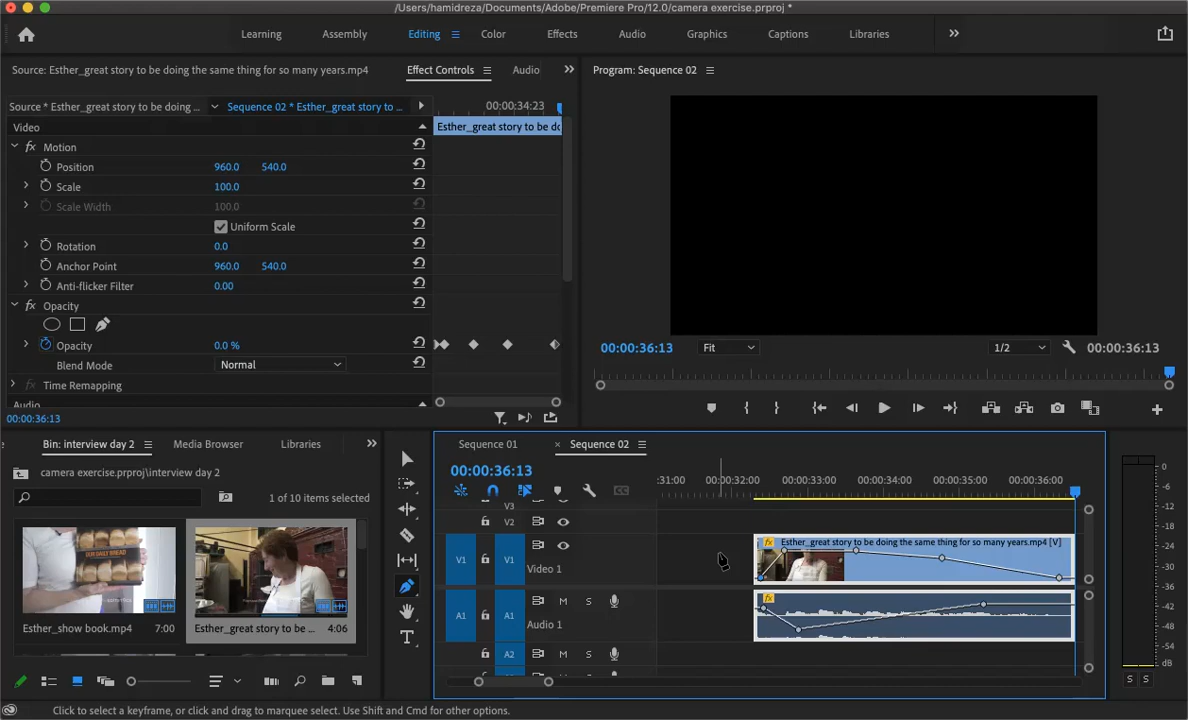 /Users/hamidreza/Documents/Adobe/Premiere Pro/12.0/camera exercise.prproj *
Learning Assembly Editing Color Effects Audio Graphics Captions Libraries
Source: Esther_great story to be doing the same thing for so many years.mp4 Effect Controls Audio
Program: Sequence 02
Source * Esther_great story to be doing ... Sequence 02 * Esther_great story to ...
00:00:34:23
Video
Esther_great story to be do
Motion
Position 960.0 540.0
Scale 100.0
Scale Width 100.0
Uniform Scale
Rotation 0.0
Anchor Point 960.0 540.0
Anti-flicker Filter 0.00
fx Opacity
Opacity 0.0 %
Blend Mode Normal
Time Remapping
Audio
00:00:36:13
00:00:36:13 Fit 1/2 00:00:36:13
Bin: interview day 2 Media Browser Libraries
camera exercise.prproj\interview day 2
1 of 10 items selected
Esther_show book.mp4 7:00
Esther_great story to be ... 4:06
Sequence 01 × Sequence 02
00:00:36:13
:31:00 00:00:32:00 00:00:33:00 00:00:34:00 00:00:35:00 00:00:36:00
V3
V2
V1 V1 Video 1
fx Esther_great story to be doing the same thing for so many years.mp4 [V]
A1 A1 M S Audio 1
fx
A2 M S
0
-6
-12
-18
-24
-30
-36
-42
-48
-54
dB
S S
Click to select a keyframe, or click and drag to marquee select. Use Shift and Cmd for other options.